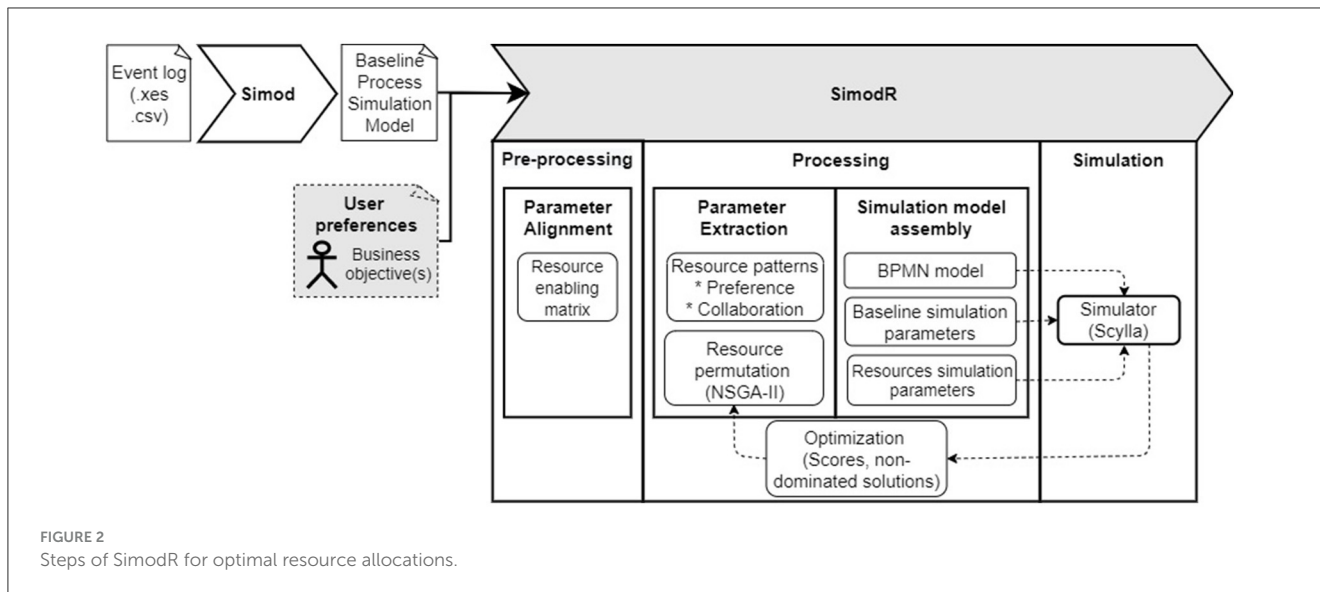 Event log
(.xes
.csv)
Simod
Baseline
Process
Simulation
Model
SimodR
User
preferences
Business
objective(s)
Pre-processing
Processing
Simulation
Parameter
Alignment
Resource
enabling
matrix
Parameter
Extraction
Resource patterns
* Preference
* Collaboration
Resource
permutation
(NSGA-II)
Simulation model
assembly
BPMN model
Baseline simulation
parameters
Resources simulation
parameters
Simulator
(Scylla)
Optimization
(Scores, non-
dominated solutions)
FIGURE 2
Steps of SimodR for optimal resource allocations.